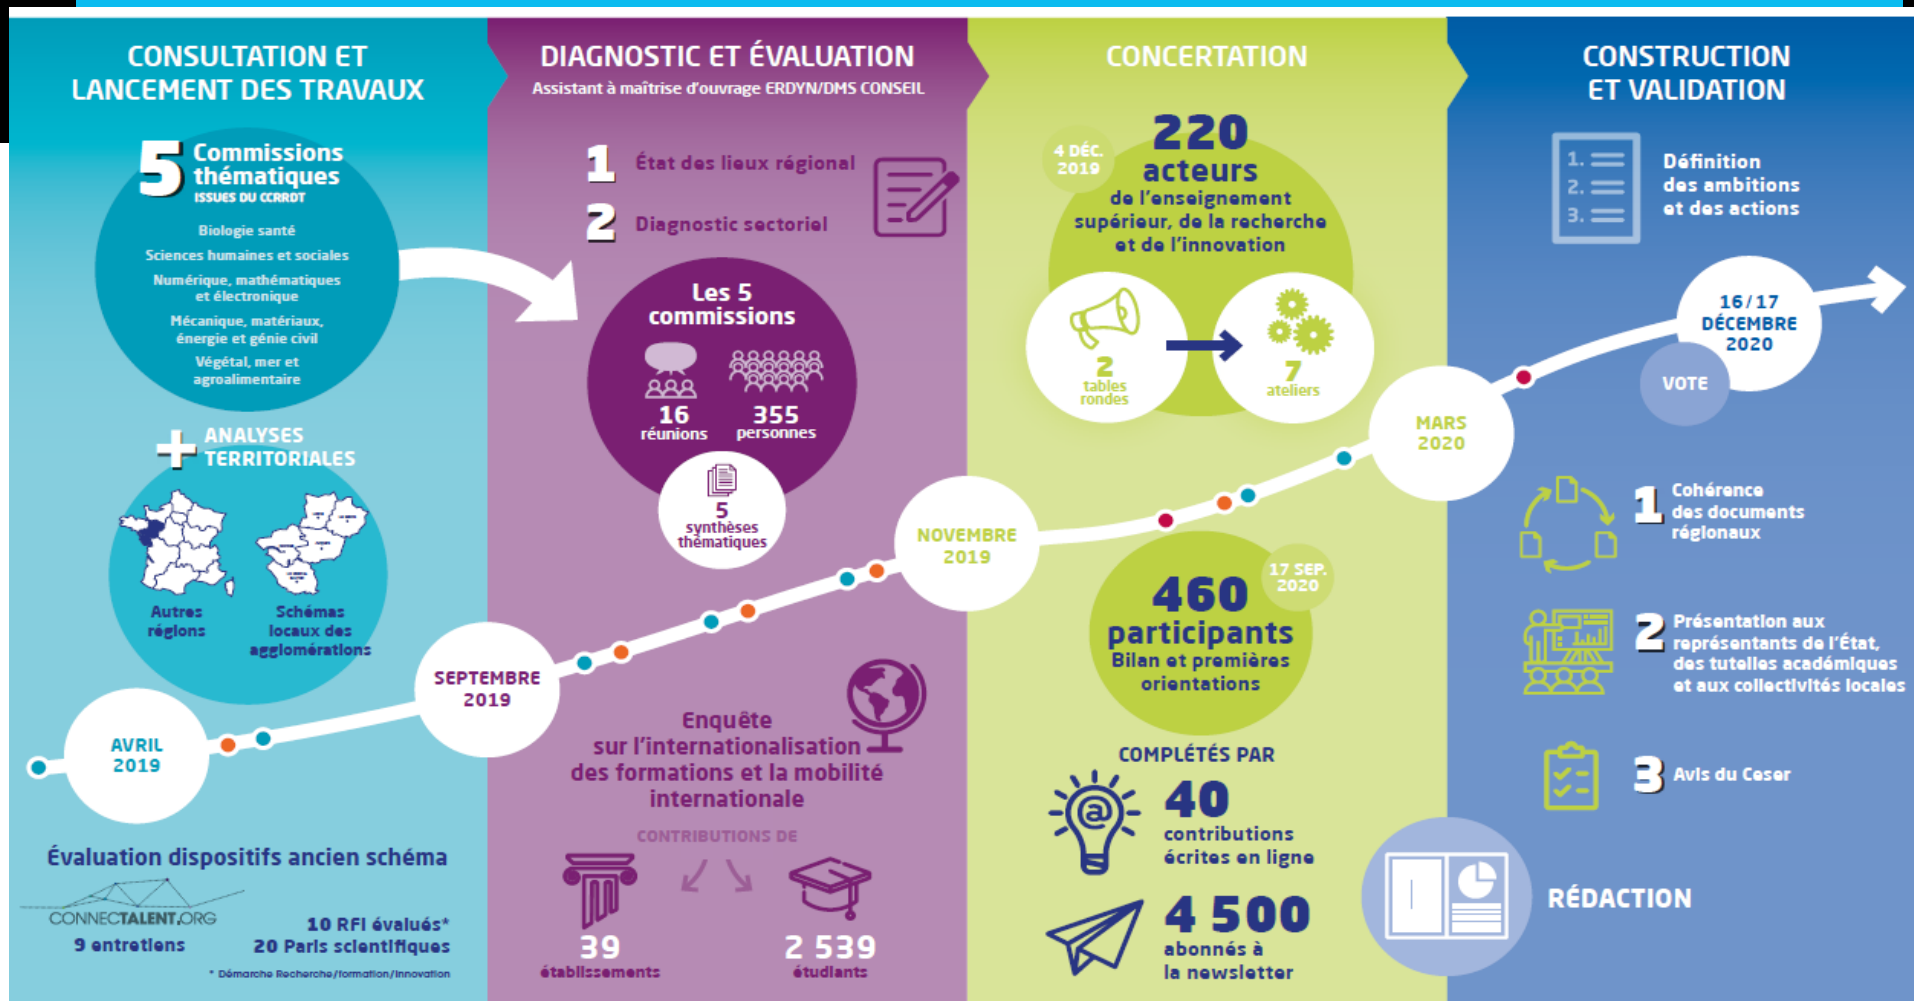 CONSULTATION ET
LANCEMENT DES TRAVAUX
5 Commissions
thématiques
ISSUES DU CCRRDT
Biologie santé
Sciences humaines et sociales
Numérique, mathématiques
et électronique
Mécanique, matériaux,
énergie et génie civil
Végétal, mer et
agroalimentaire
+ ANALYSES
TERRITORIALES
Autres
régions
Schémas
locaux des
agglomérations
AVRIL
2019
Évaluation dispositifs ancien schéma
CONNECTALENT.ORG
9 entretiens
10 RFI évalués*
20 Paris scientifiques
* Démarche Recherche/formation/Innovation
DIAGNOSTIC ET ÉVALUATION
Assistant à maîtrise d'ouvrage ERDYN/DMS CONSEIL
1 État des lieux régional
2 Diagnostic sectoriel
Les 5
commissions
16
réunions
355
personnes
5
synthèses
thématiques
SEPTEMBRE
2019
Enquête
sur l'internationalisation
des formations et la mobilité
internationale
CONTRIBUTIONS DE
39
établissements
2 539
étudiants
NOVEMBRE
2019
CONCERTATION
4 DÉC.
2019
220
acteurs
de l'enseignement
supérieur, de la recherche
et de l'innovation
2
tables
rondes
7
ateliers
17 SEP.
2020
460
participants
Bilan et premières
orientations
COMPLÉTÉS PAR
@
40
contributions
écrites en ligne
4 500
abonnés à
la newsletter
MARS
2020
CONSTRUCTION
ET VALIDATION
1.
2.
3.
Définition
des ambitions
et des actions
16/17
DÉCEMBRE
2020
VOTE
1 Cohérence
des documents
régionaux
2 Présentation aux
représentants de l'État,
des tutelles académiques
et aux collectivités locales
3 Avis du Ceser
RÉDACTION